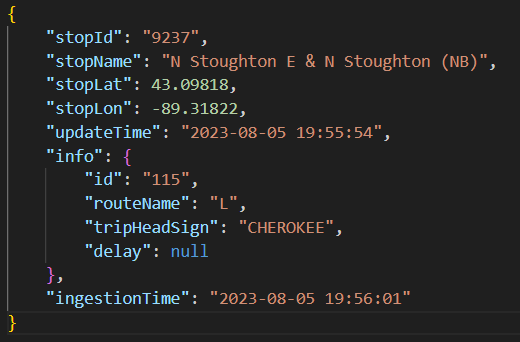 {
    "stopId": "9237",
    "stopName": "N Stoughton E & N Stoughton (NB)",
    "stopLat": 43.09818,
    "stopLon": -89.31822,
    "updateTime": "2023-08-05 19:55:54",
    "info": {
        "id": "115",
        "routeName": "L",
        "tripHeadSign": "CHEROKEE",
        "delay": null
    },
    "ingestionTime": "2023-08-05 19:56:01"
}